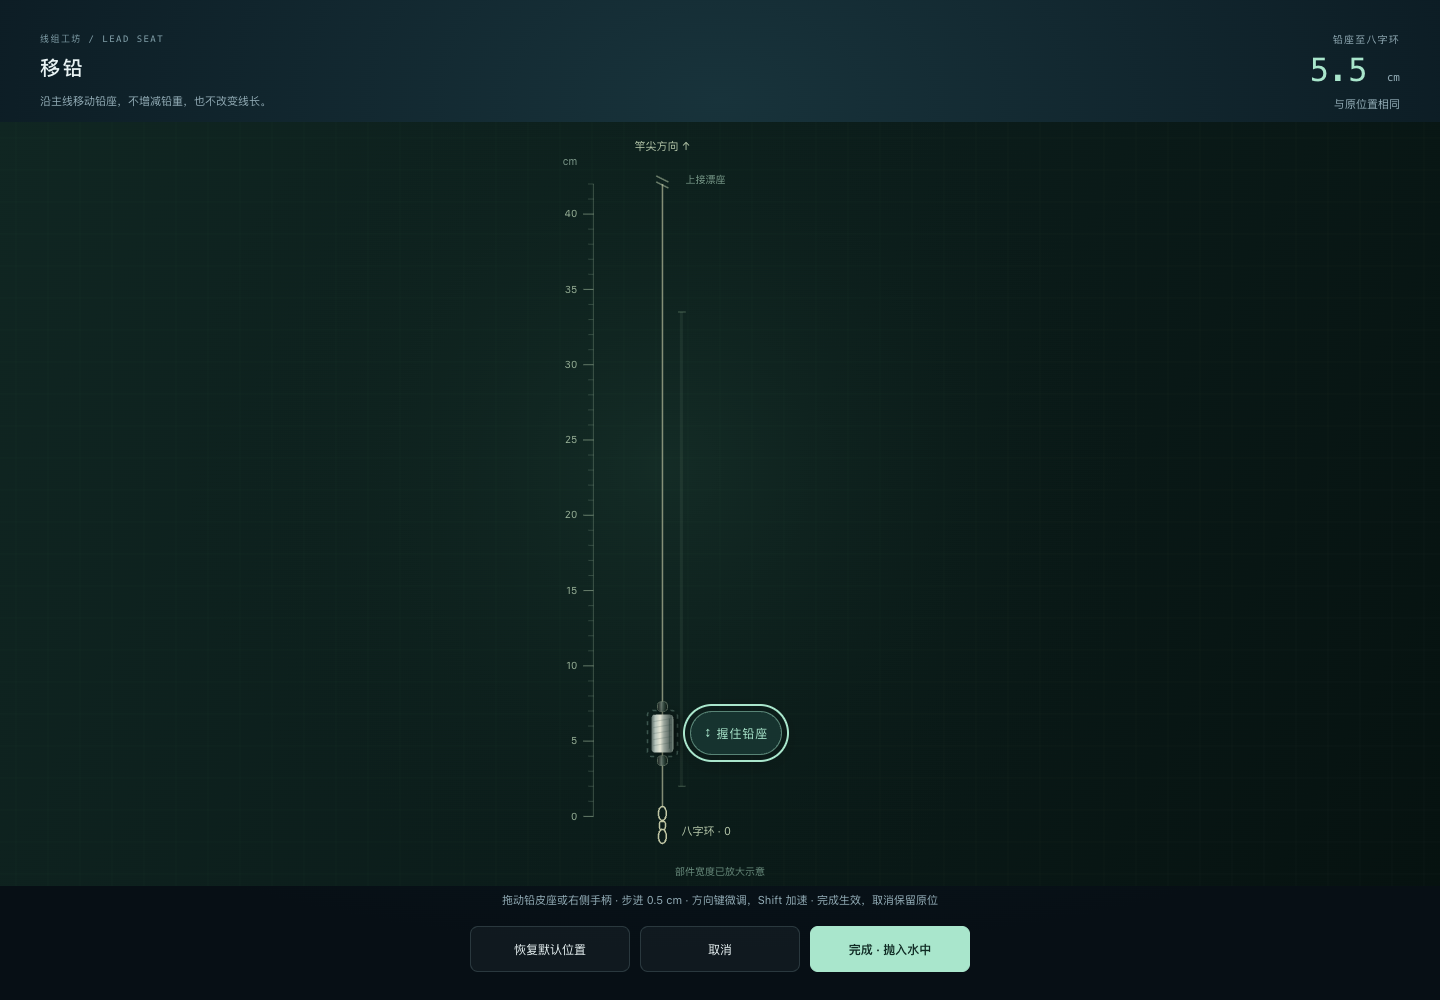 线组工坊 / LEAD SEAT
移铅
沿主线移动铅座，不增减铅重，也不改变线长。
铅座至八字环
5.5 cm
与原位置相同
竿尖方向 ↑
cm
上接漂座
40
35
30
25
20
15
10
5
0
↕ 握住铅座
八字环 · 0
部件宽度已放大示意
拖动铅皮座或右侧手柄 · 步进 0.5 cm · 方向键微调，Shift 加速 · 完成生效，取消保留原位
恢复默认位置
取消
完成 · 抛入水中